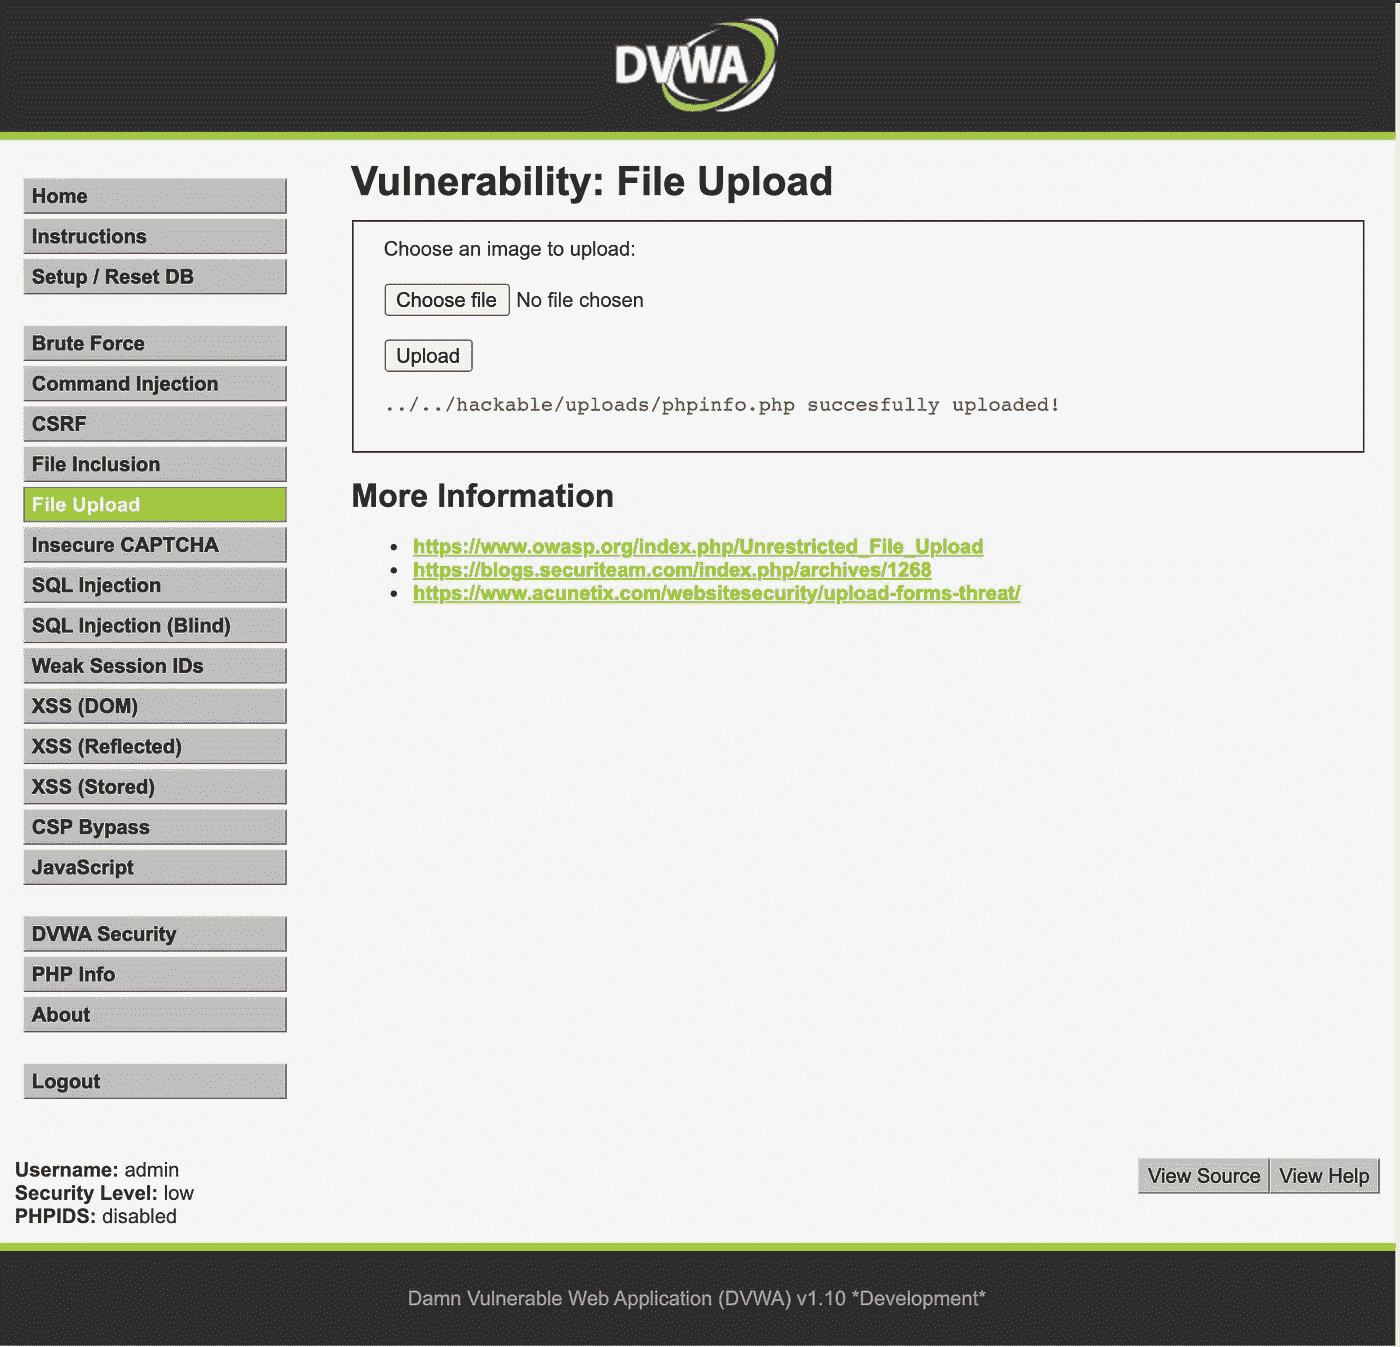 DVWA
Home
Instructions
Setup / Reset DB
Brute Force
Command Injection
CSRF
File Inclusion
File Upload
Insecure CAPTCHA
SQL Injection
SQL Injection (Blind)
Weak Session IDs
XSS (DOM)
XSS (Reflected)
XSS (Stored)
CSP Bypass
JavaScript
DVWA Security
PHP Info
About
Logout
Vulnerability: File Upload
Choose an image to upload:
Choose file No file chosen
Upload
../../hackable/uploads/phpinfo.php succesfully uploaded!
More Information
https://www.owasp.org/index.php/Unrestricted_File_Upload
https://blogs.securiteam.com/index.php/archives/1268
https://www.acunetix.com/websitesecurity/upload-forms-threat/
Username: admin
Security Level: low
PHPIDS: disabled
View Source View Help
Damn Vulnerable Web Application (DVWA) v1.10 *Development*